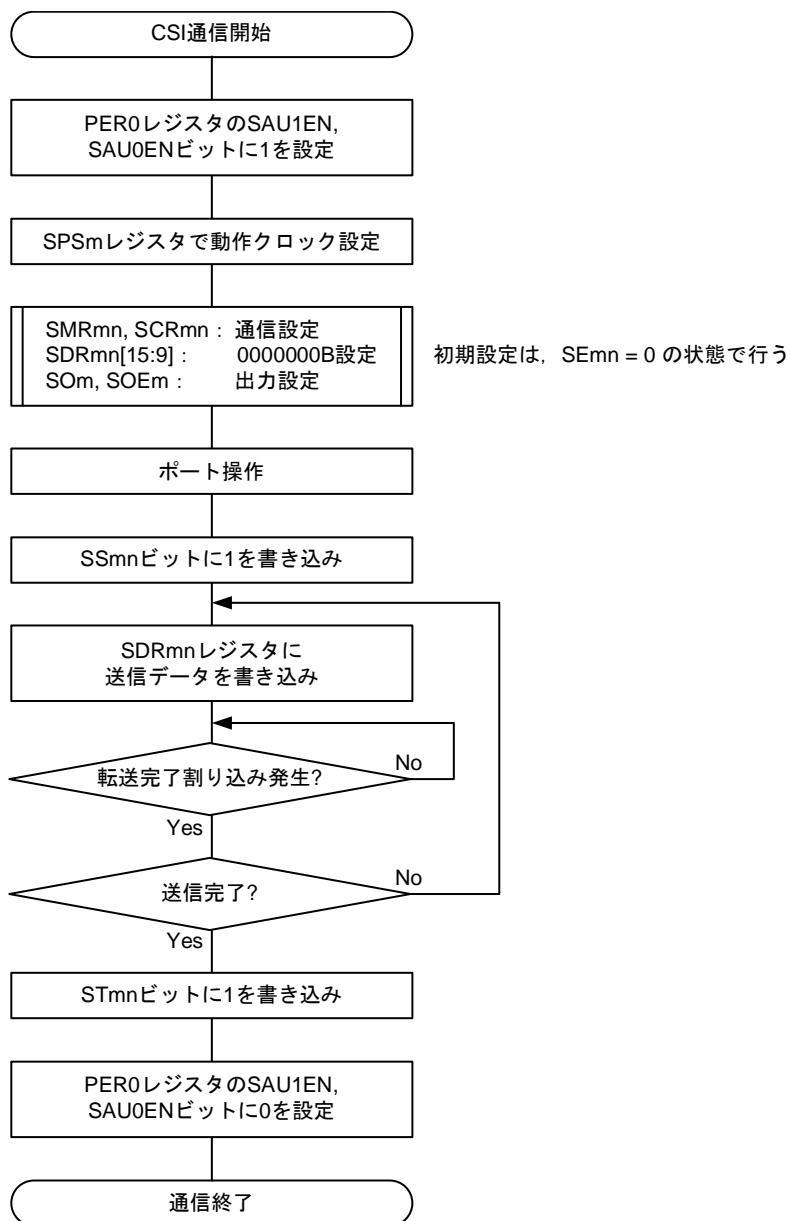 CSI通信開始
PER0レジスタのSAU1EN,
SAU0ENビットに1を設定
SPSmレジスタで動作クロック設定
SMRmn, SCRmn : 通信設定
SDRmn[15:9] : 0000000B設定
SOm, SOEm : 出力設定
初期設定は, SEmn = 0 の状態で行う
ポート操作
SSmnビットに1を書き込み
SDRmnレジスタに
送信データを書き込み
転送完了割り込み発生?
No
Yes
送信完了?
No
Yes
STmnビットに1を書き込み
PER0レジスタのSAU1EN,
SAU0ENビットに0を設定
通信終了